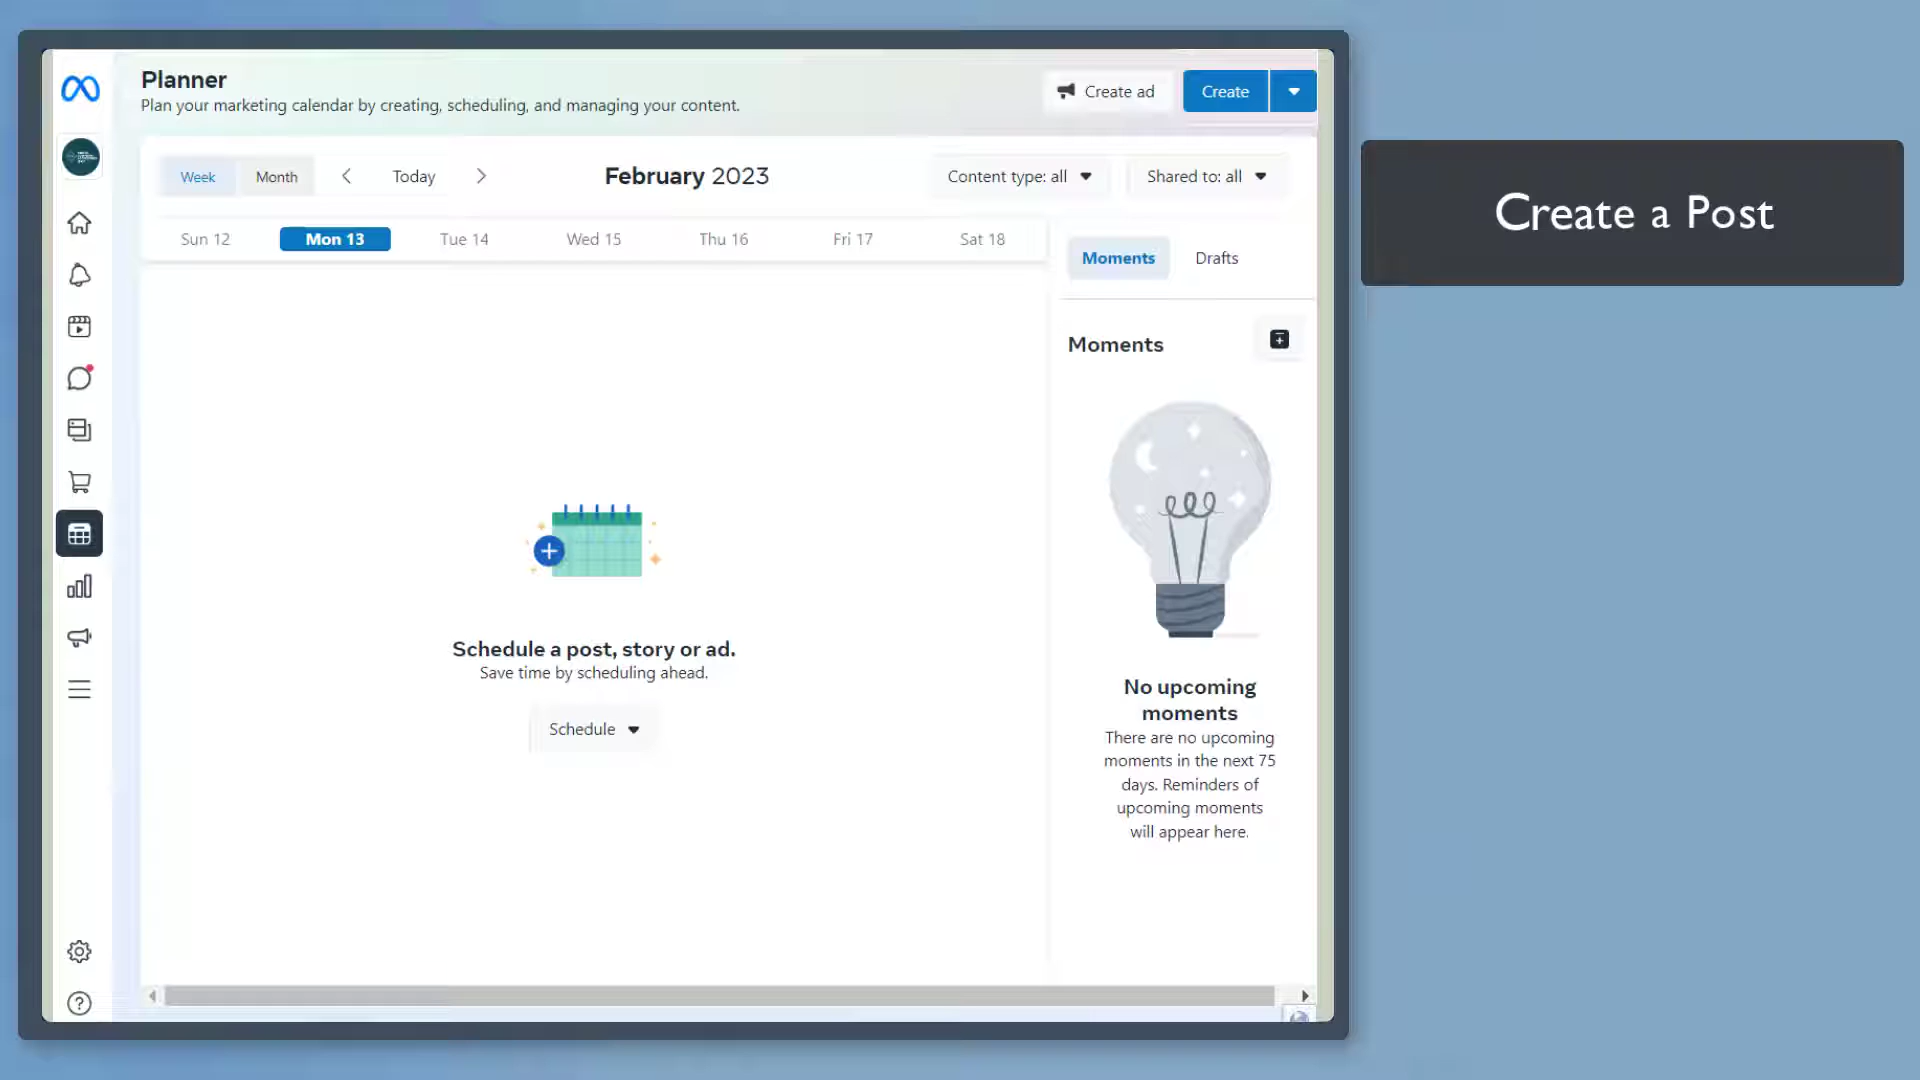 Planner
Plan your marketing calendar by creating, scheduling, and managing your content.
Create ad
Create
Week
Month
Today
February 2023
Content type: all
Shared to: all
Sun 12
Mon 13
Tue 14
Wed 15
Thu 16
Fri 17
Sat 18
Moments
Drafts
Moments
Schedule a post, story or ad.
Save time by scheduling ahead.
Schedule
No upcoming
moments
There are no upcoming
moments in the next 75
days. Reminders of
upcoming moments
will appear here.
Create a Post